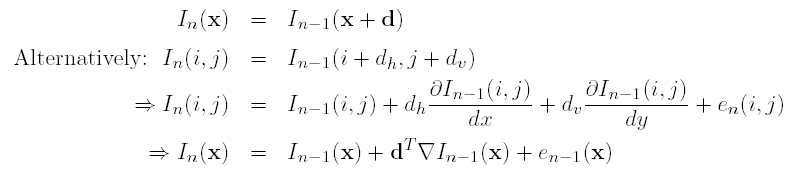 I_n(𝐱) = I_{n−1}(𝐱 + 𝐝)
Alternatively: I_n(i, j) = I_{n−1}(i + d_h, j + d_v)
⇒ I_n(i, j) = I_{n−1}(i, j) + d_h ∂I_{n−1}(i, j)/dx + d_v ∂I_{n−1}(i, j)/dy + e_n(i, j)
⇒ I_n(𝐱) = I_{n−1}(𝐱) + 𝐝^T ∇I_{n−1}(𝐱) + e_{n−1}(𝐱)